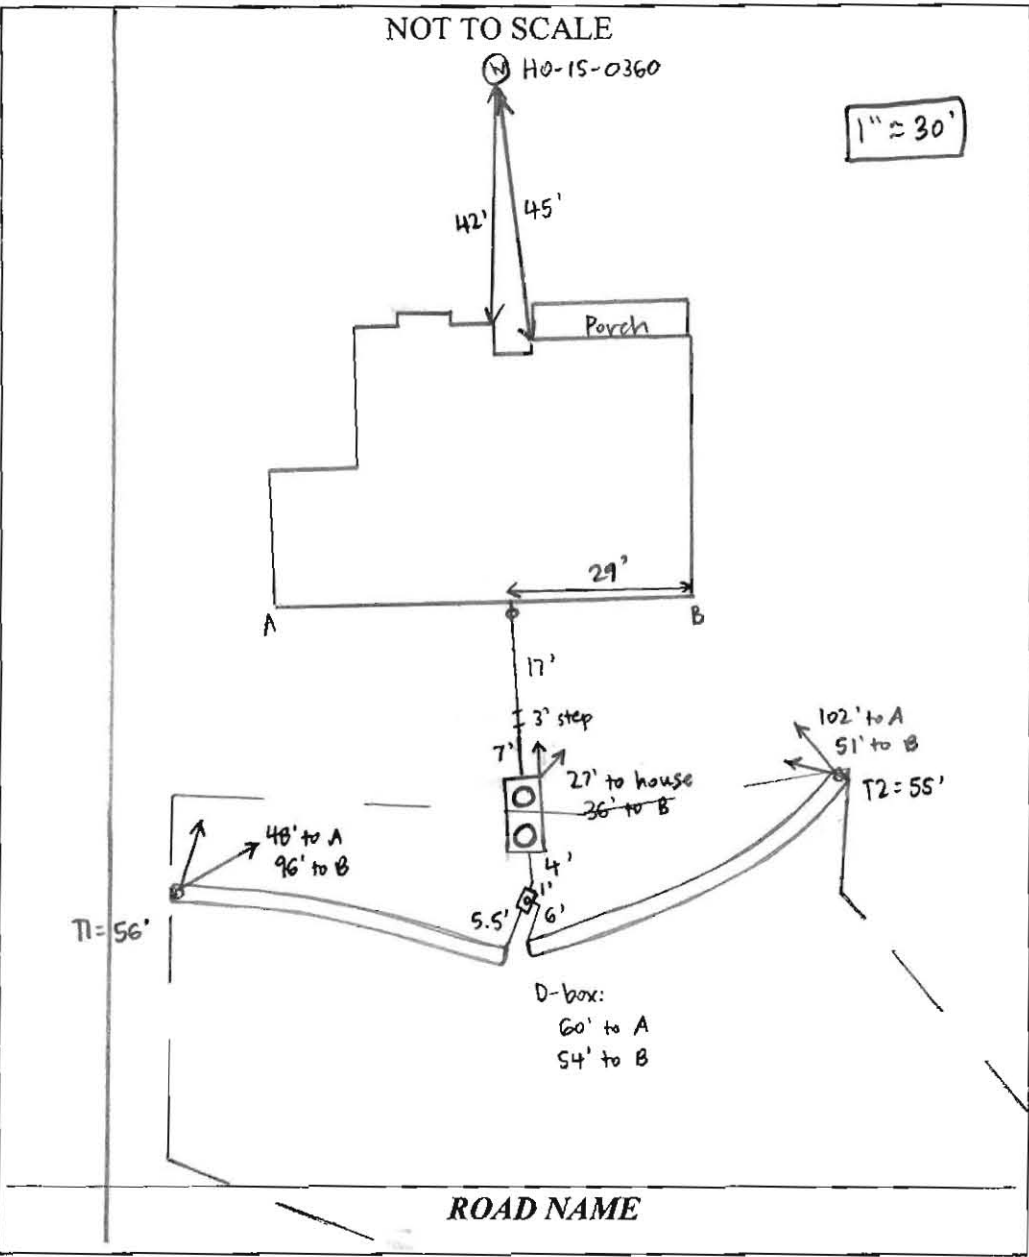 NOT TO SCALE
W HO-15-0360
1" ≈ 30'
42'
45'
Porch
29'
A
B
17'
3' step
7'
27' to house
36' to B
102' to A
51' to B
T2 = 55'
48' to A
96' to B
4'
1'
5.5'
6'
T1 = 56'
D-box:
60' to A
54' to B
ROAD NAME